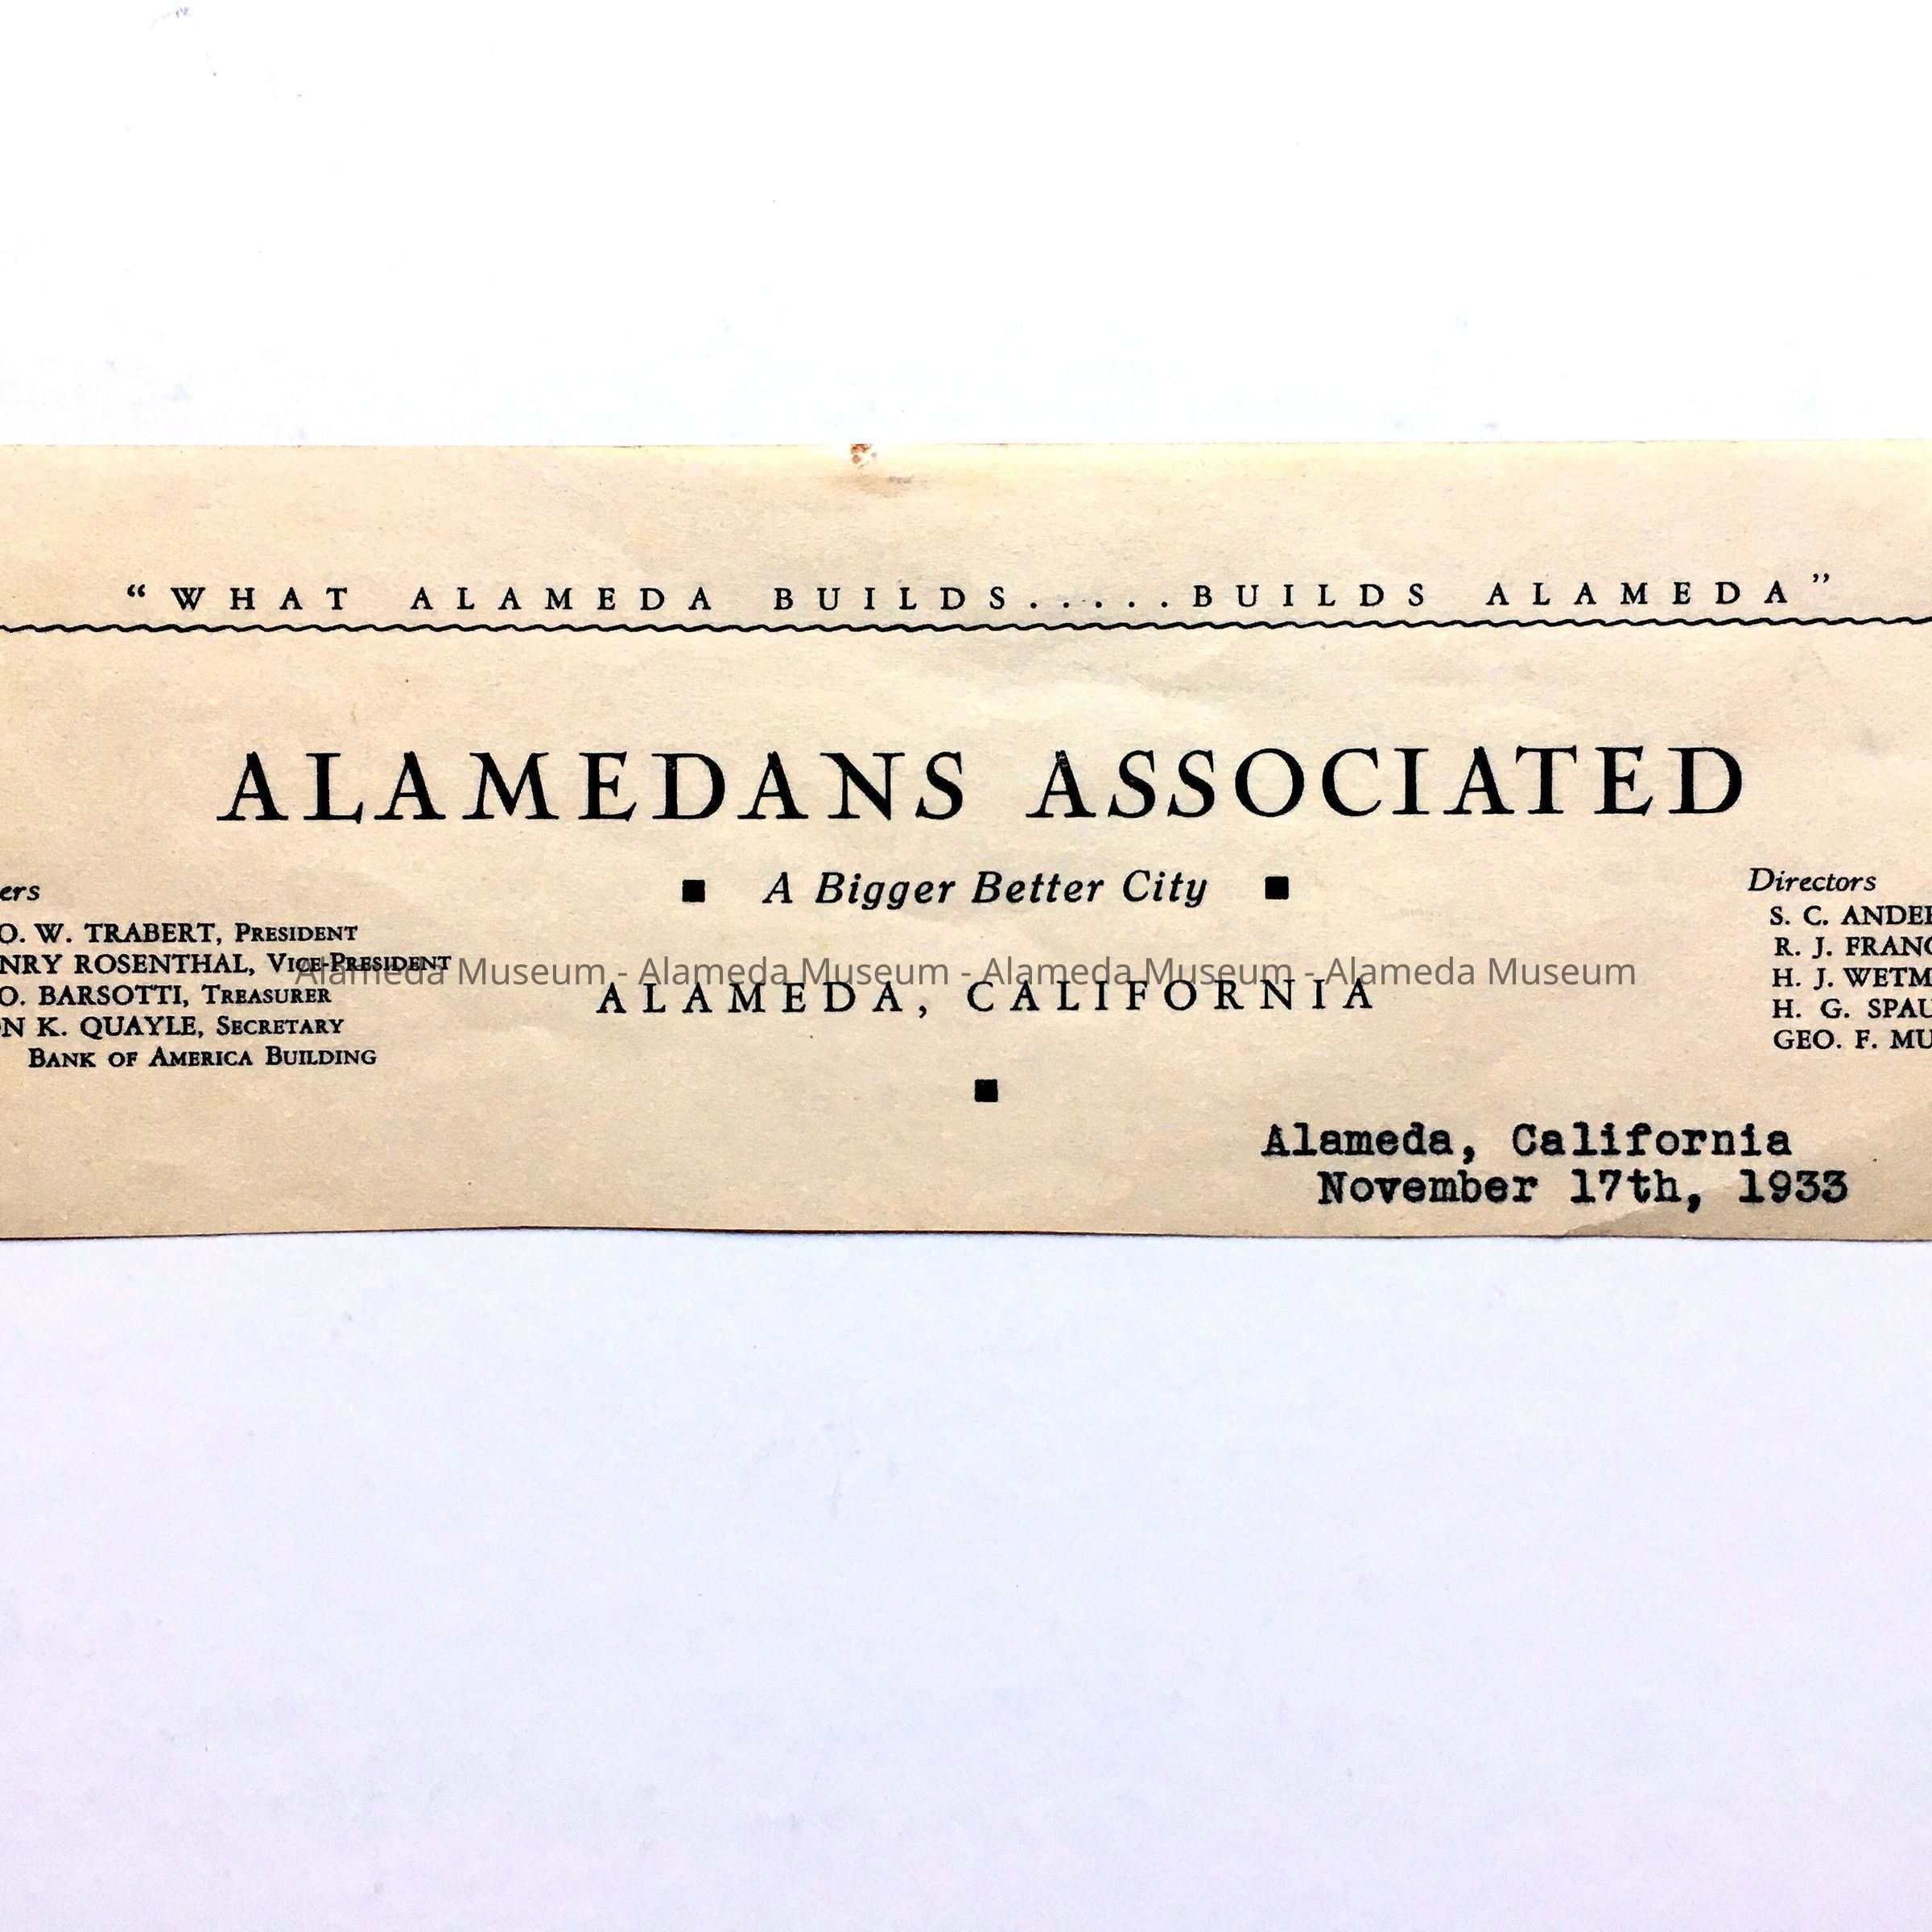 “WHAT ALAMEDA BUILDS.....BUILDS ALAMEDA”
ALAMEDANS ASSOCIATED
▪ A Bigger Better City ▪
ALAMEDA, CALIFORNIA
ers
O. W. TRABERT, PRESIDENT
NRY ROSENTHAL, VICE-PRESIDENT
O. BARSOTTI, TREASURER
ON K. QUAYLE, SECRETARY
BANK OF AMERICA BUILDING
Directors
S. C. ANDE
R. J. FRANC
H. J. WETM
H. G. SPAU
GEO. F. MU
Alameda, California
November 17th, 1933
Alameda Museum - Alameda Museum - Alameda Museum - Alameda Museum